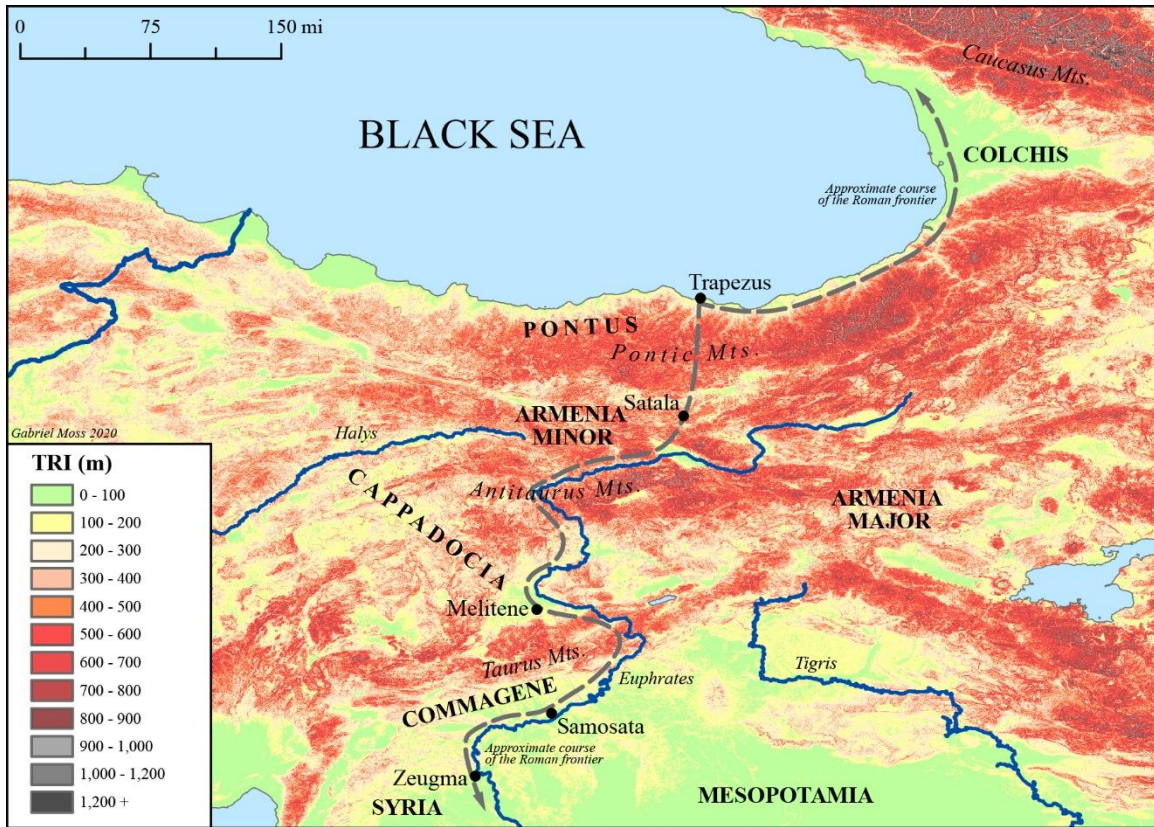 0 75 150 mi
Caucasus Mts.
BLACK SEA
COLCHIS
Approximate course
of the Roman frontier
Trapezus
PONTUS
Pontic Mts.
Satala
ARMENIA
MINOR
Gabriel Moss 2020
Halys
CAPPADOCIA
Antitaurus Mts.
ARMENIA
MAJOR
Melitene
Taurus Mts.
Euphrates
Tigris
COMMAGENE
Samosata
Approximate course
of the Roman frontier
Zeugma
SYRIA
MESOPOTAMIA
TRI (m)
0 - 100
100 - 200
200 - 300
300 - 400
400 - 500
500 - 600
600 - 700
700 - 800
800 - 900
900 - 1,000
1,000 - 1,200
1,200 +